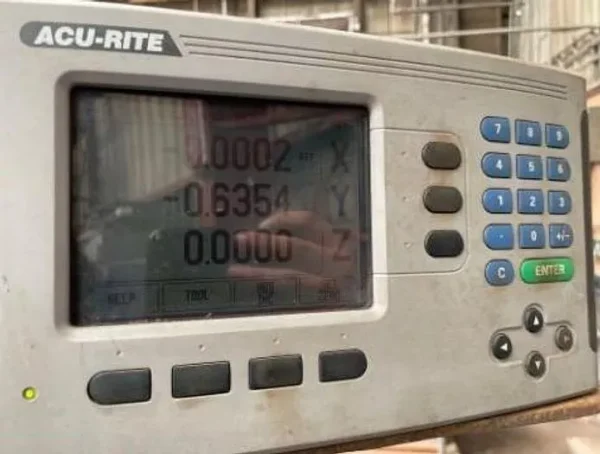 ACU-RITE
-0.0002 X
-0.6354 Y
0.0000 Z
HELP TOOL
7 8 9
4 5 6
1 2 3
. 0 +/-
C ENTER